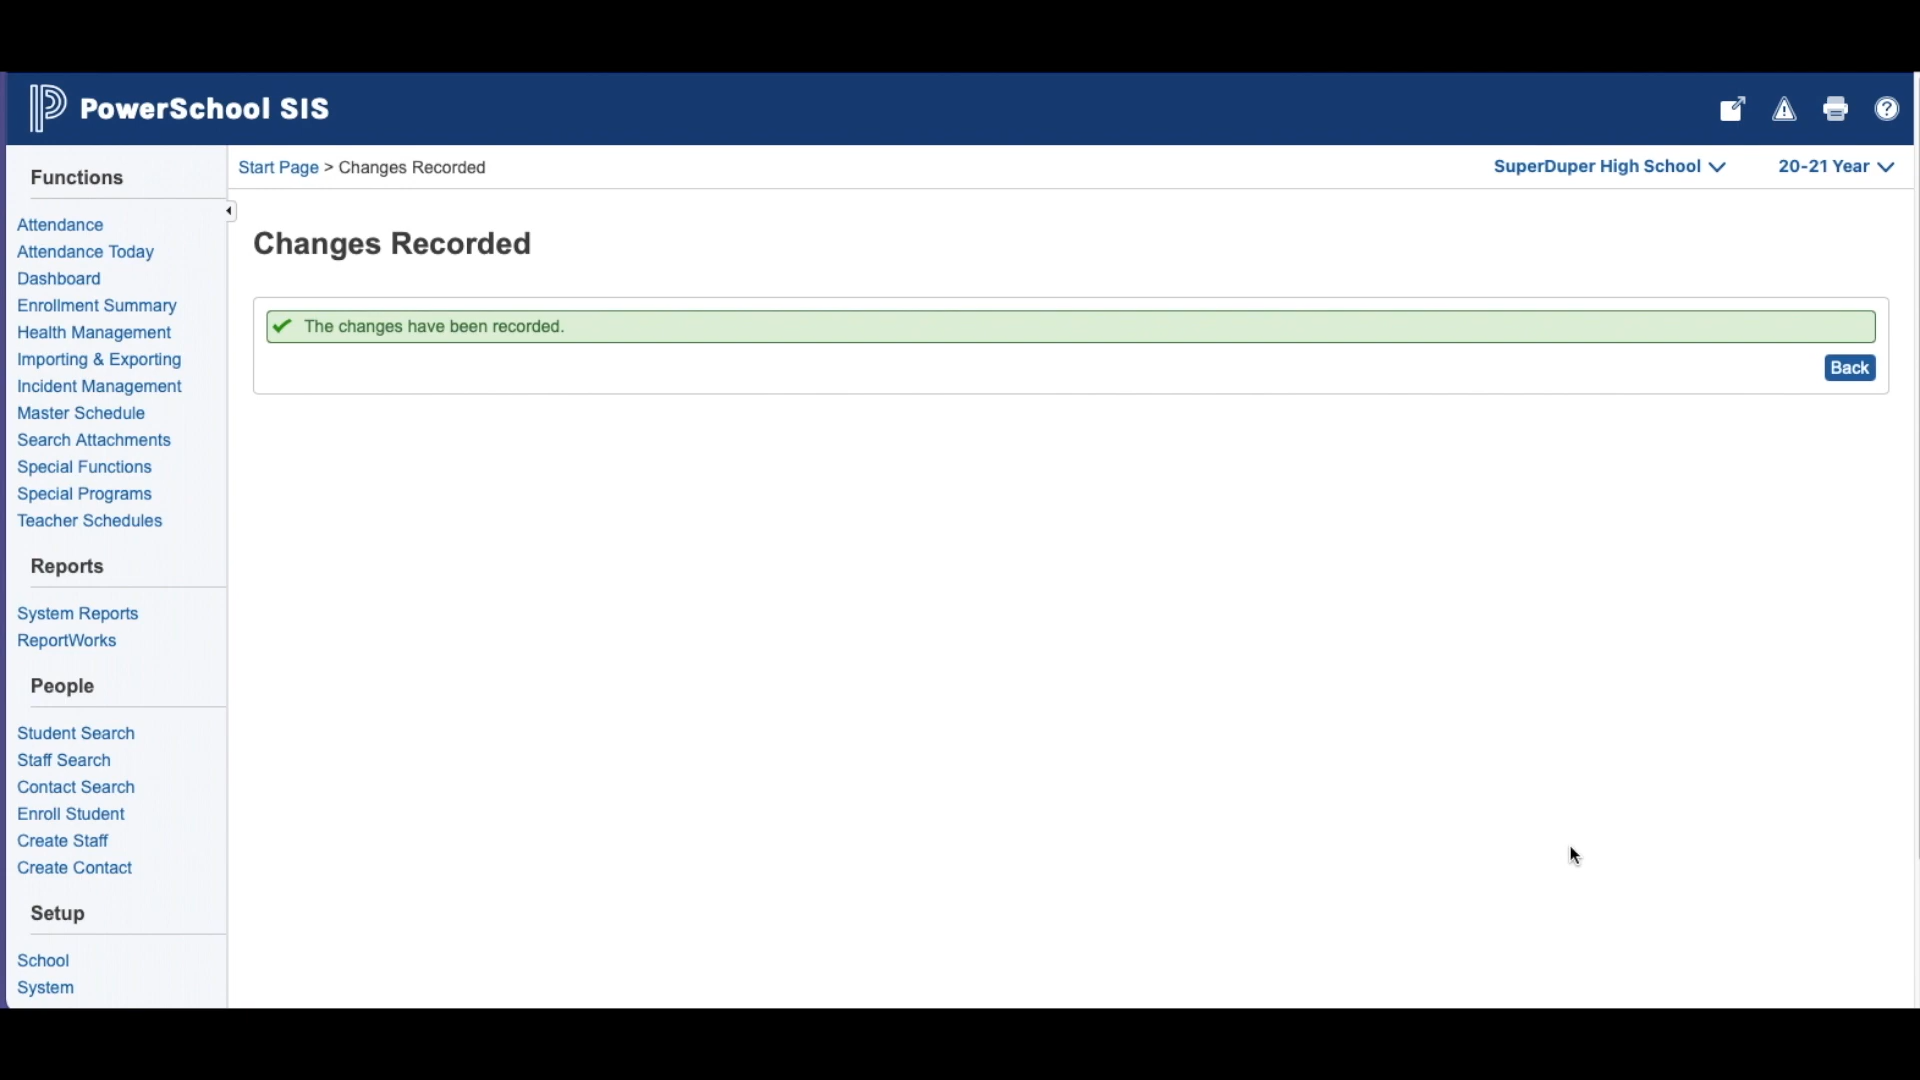 PowerSchool SIS
Start Page > Changes Recorded
SuperDuper High School
20-21 Year
Functions
Attendance
Attendance Today
Dashboard
Enrollment Summary
Health Management
Importing & Exporting
Incident Management
Master Schedule
Search Attachments
Special Functions
Special Programs
Teacher Schedules
Reports
System Reports
ReportWorks
People
Student Search
Staff Search
Contact Search
Enroll Student
Create Staff
Create Contact
Setup
School
System
Changes Recorded
The changes have been recorded.
Back